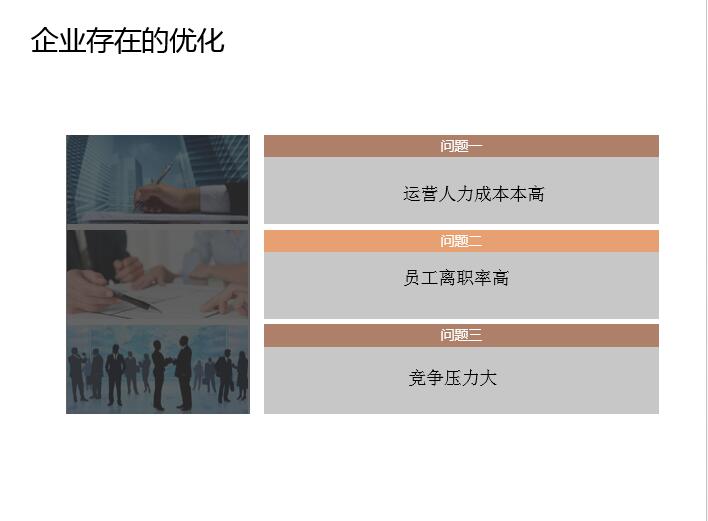 企业存在的优化
问题一
运营人力成本本高
问题二
员工离职率高
问题三
竞争压力大